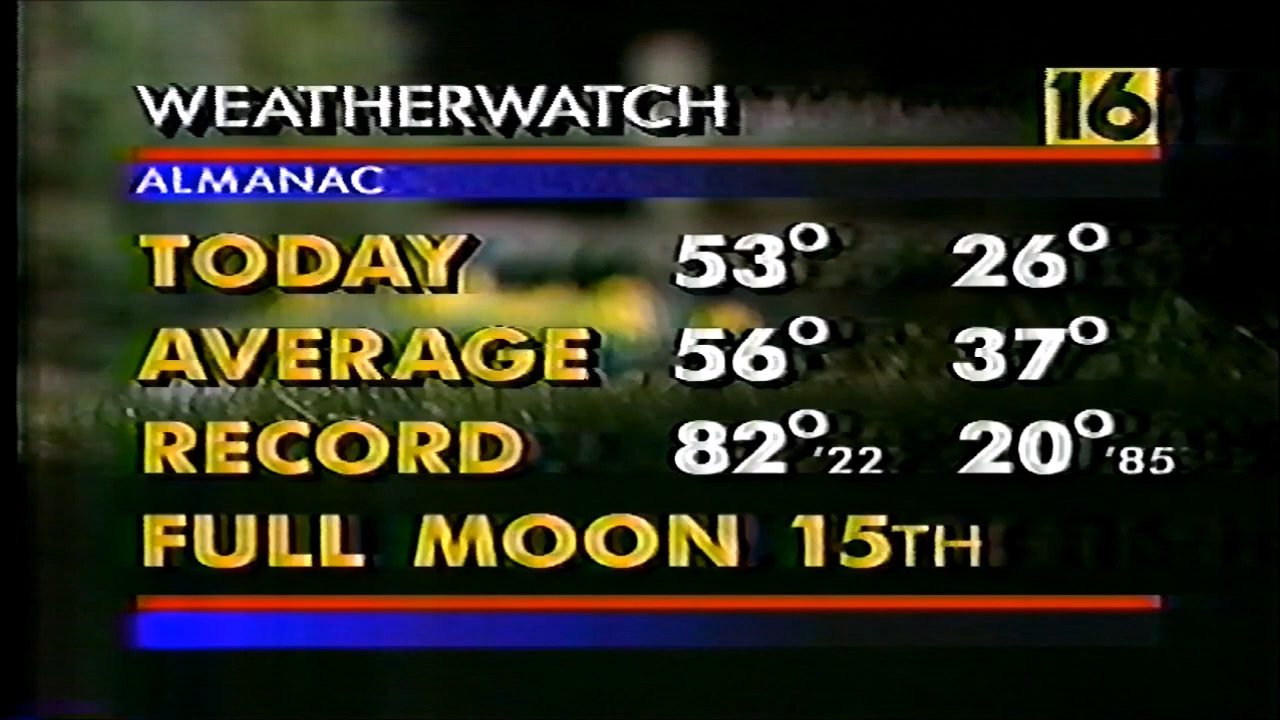 WEATHERWATCH 16
ALMANAC
TODAY 53° 26°
AVERAGE 56° 37°
RECORD 82° '22 20° '85
FULL MOON 15TH